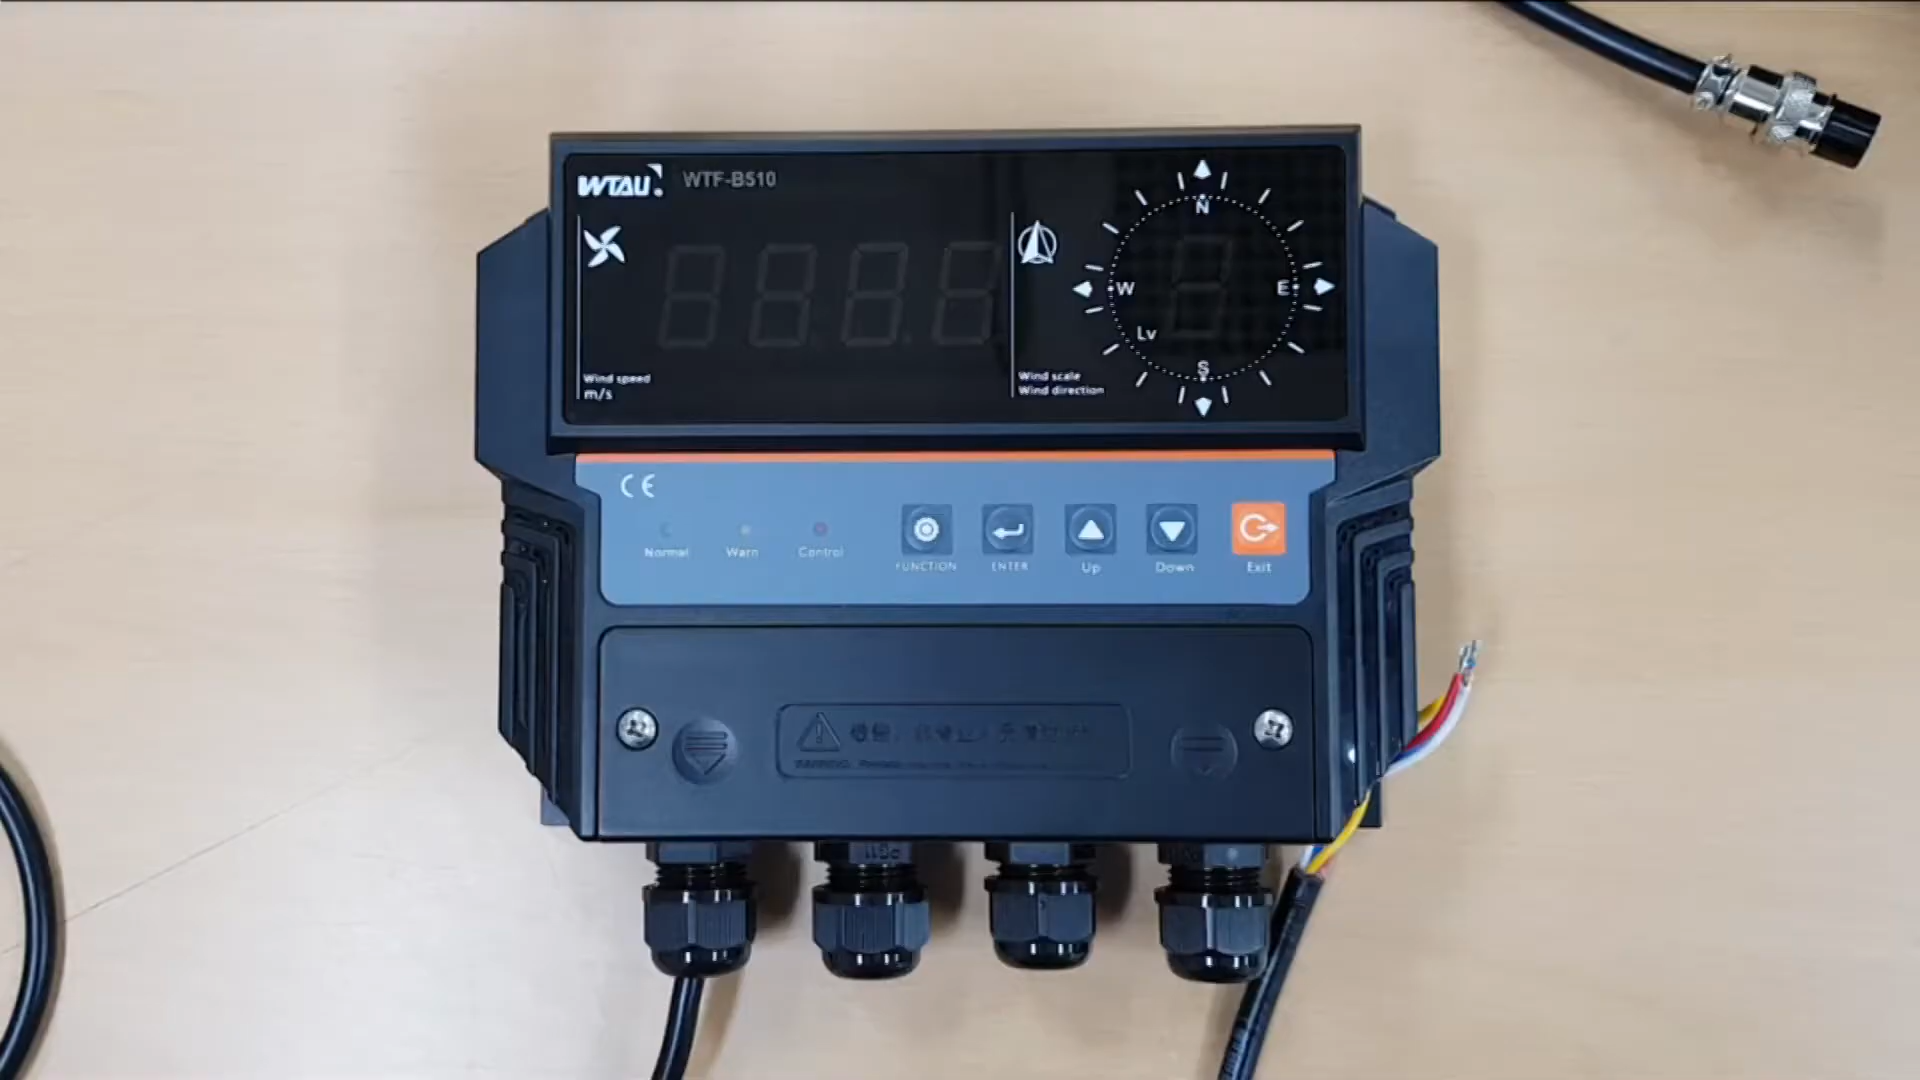 WTAU
WTF-B510
N
W
E
Lv
S
Wind speed
m/s
Wind scale
Wind direction
CE
Normal
Warn
Control
FUNCTION
ENTER
Up
Down
Exit
WARNING: